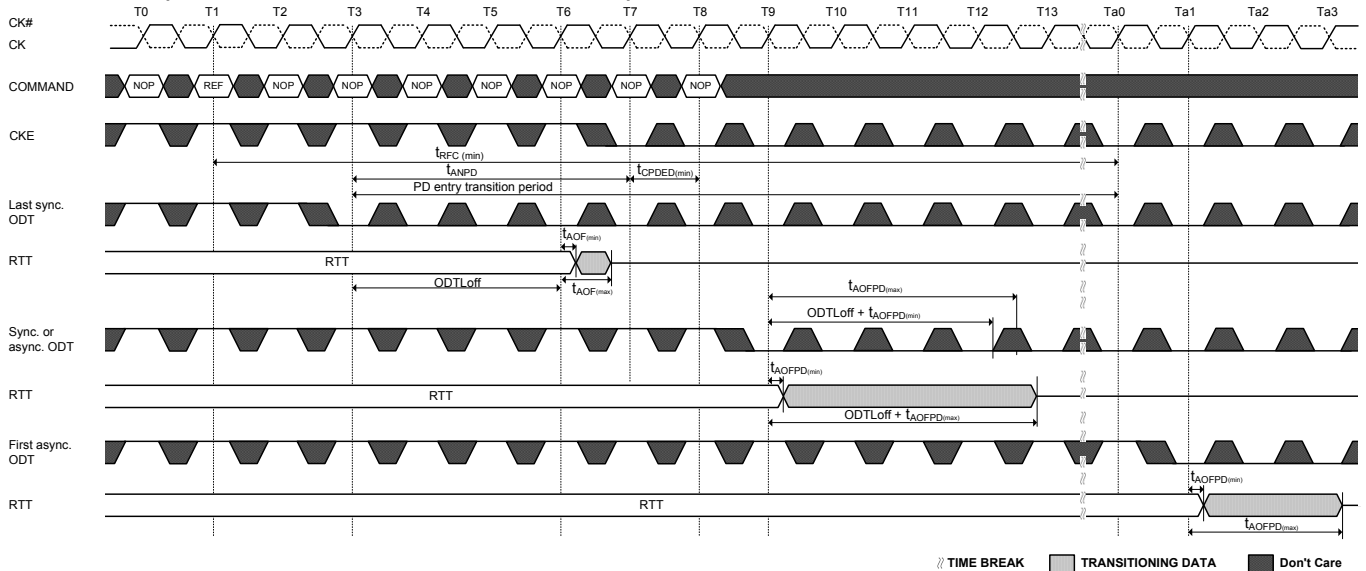 T0 T1 T2 T3 T4 T5 T6 T7 T8 T9 T10 T11 T12 T13 Ta0 Ta1 Ta2 Ta3
CK#
CK
COMMAND
NOP REF NOP NOP NOP NOP NOP NOP NOP
CKE
tRFC (min)
tANPD tCPDED(min)
PD entry transition period
Last sync.
ODT
tAOF(min)
RTT
RTT
ODTLoff
tAOF(max)
tAOFPD(max)
ODTLoff + tAOFPD(min)
Sync. or
async. ODT
tAOFPD(min)
RTT
RTT
ODTLoff + tAOFPD(max)
First async.
ODT
tAOFPD(min)
RTT
RTT
tAOFPD(max)
TIME BREAK TRANSITIONING DATA Don't Care